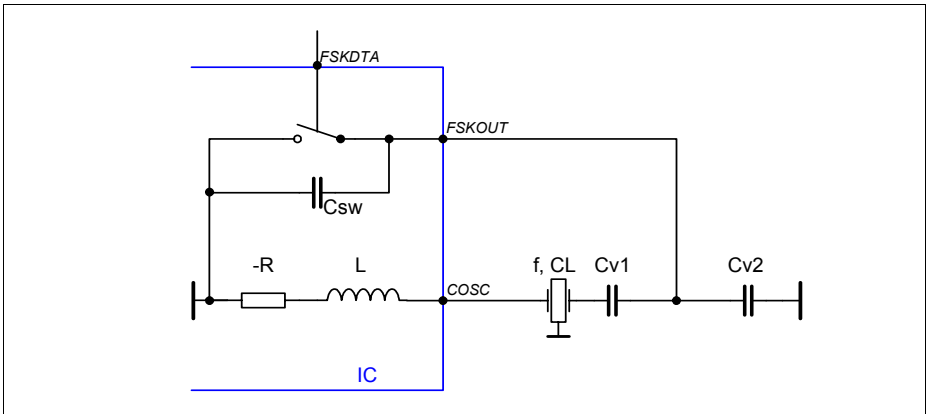 FSKDTA
FSKOUT
Csw
-R L f, CL Cv1 Cv2
COSC
IC